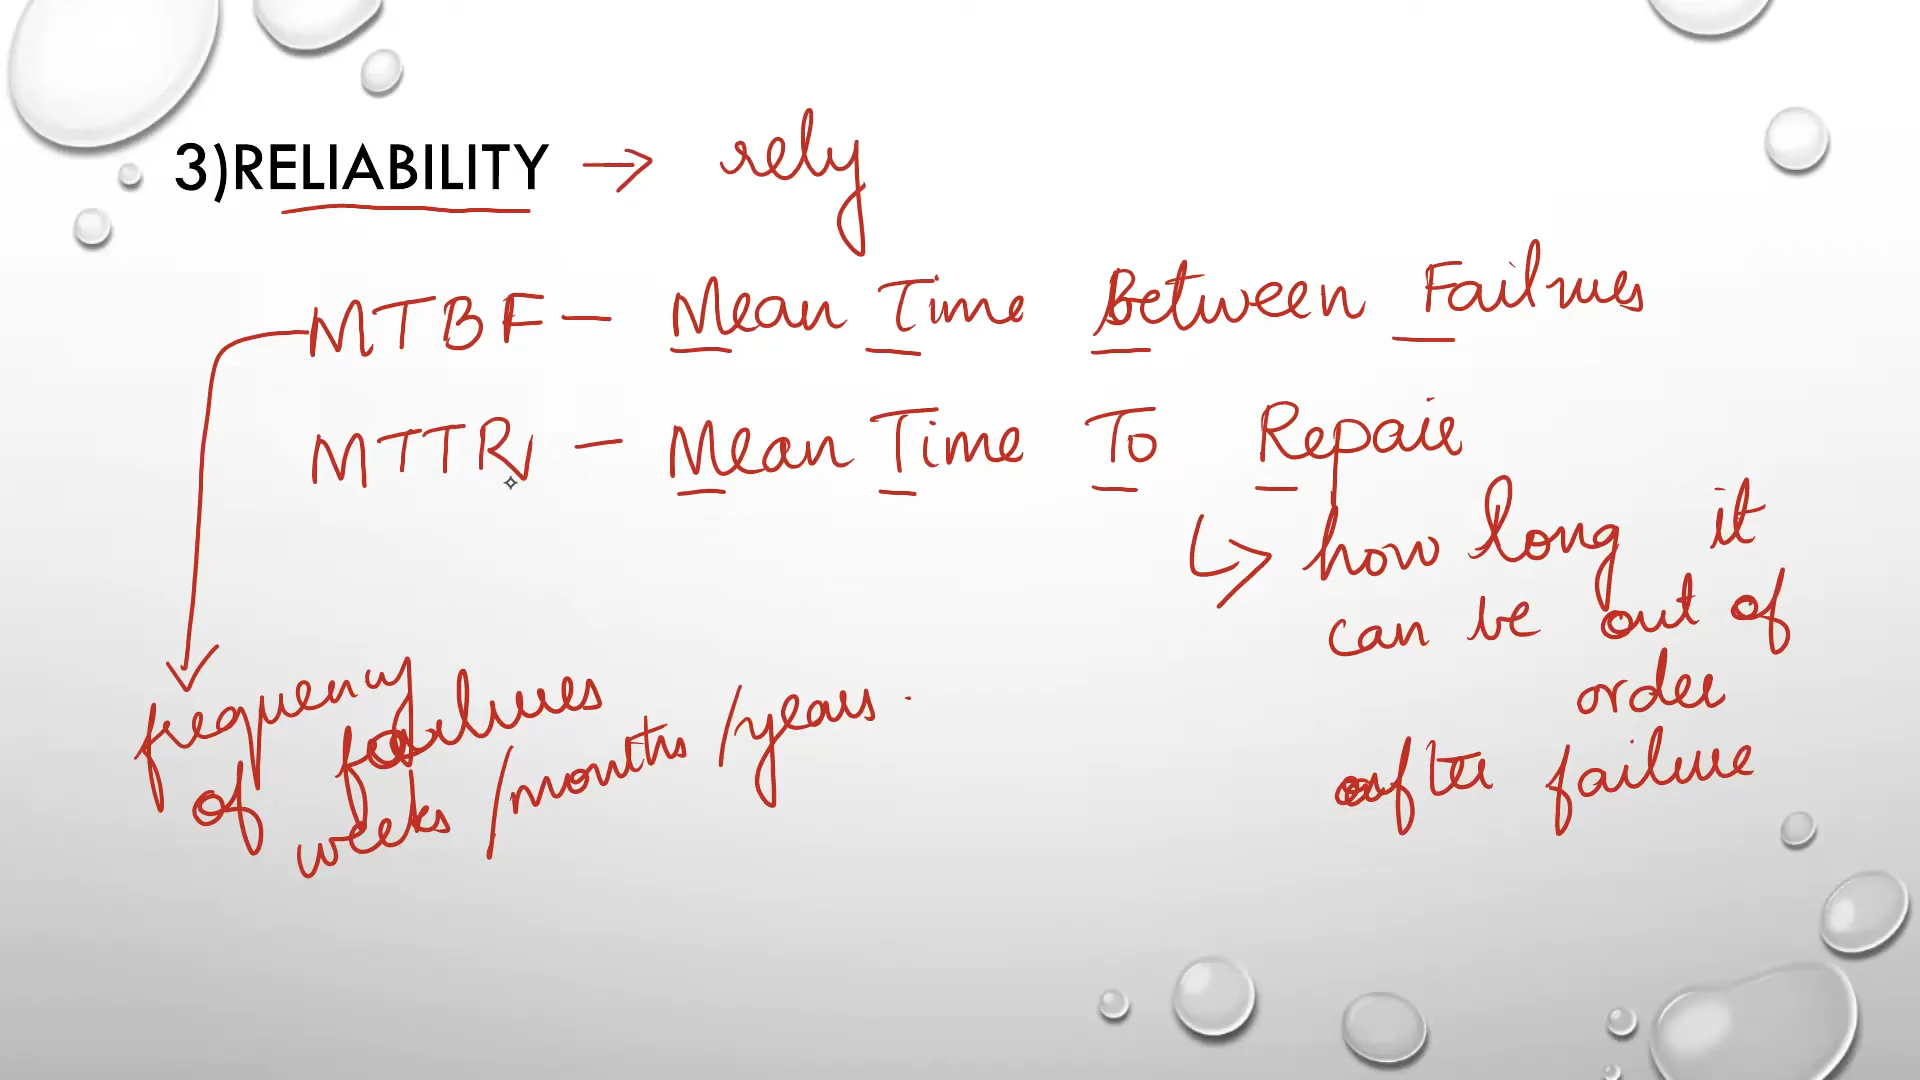 3)RELIABILITY → rely
MTBF – Mean Time Between Failures
MTTR – Mean Time To Repair
↳ how long it
can be out of
order
after failure
frequency
of failures
weeks/months/years.